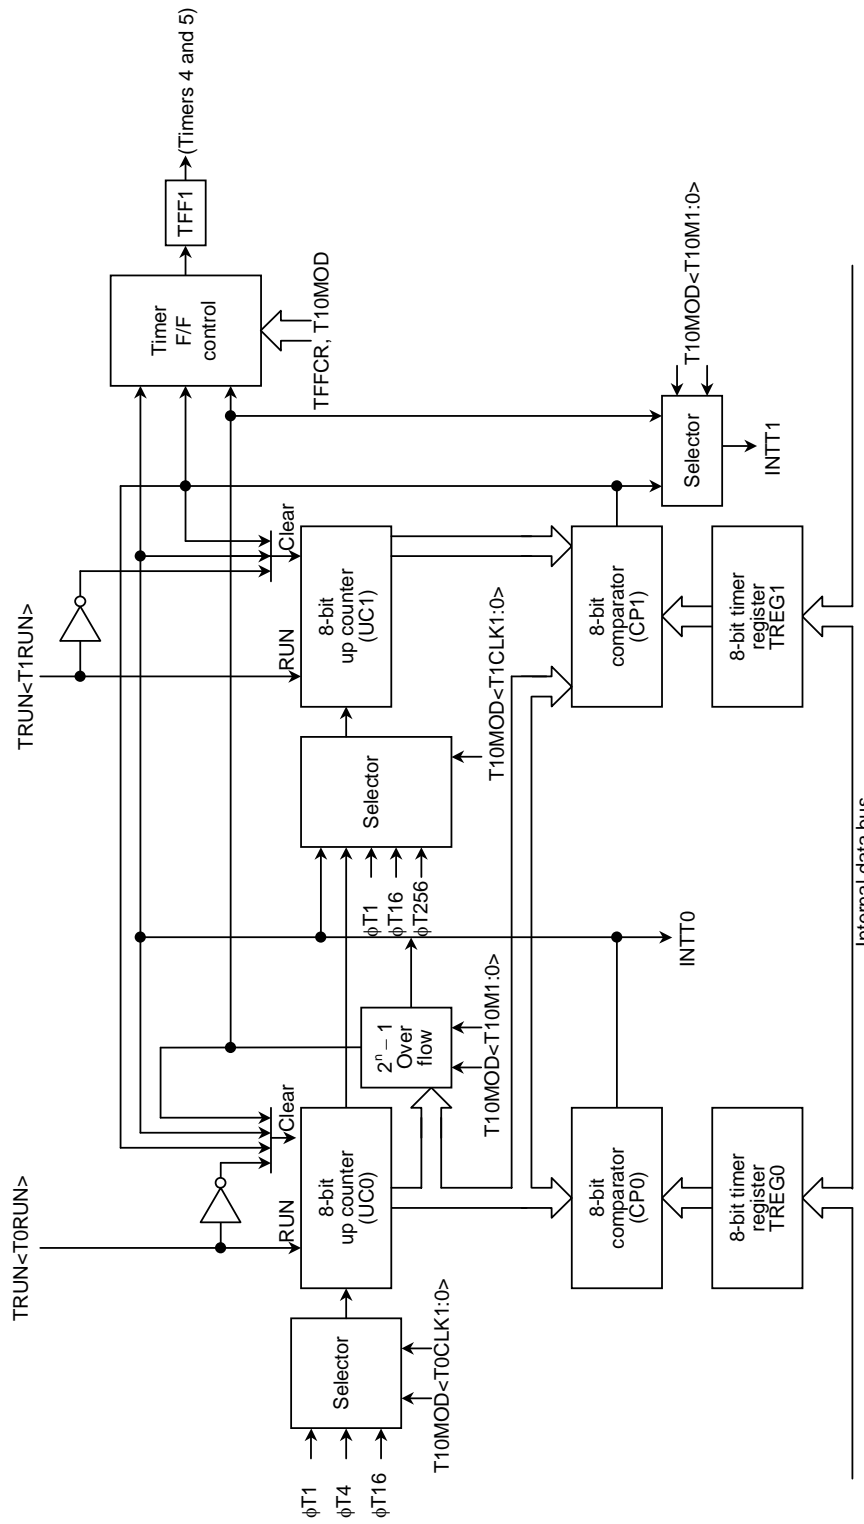 TRUN<T0RUN>
TRUN<T1RUN>
TFF1
(Timers 4 and 5)
Timer
F/F
control
TFFCR, T10MOD
RUN
Clear
RUN
Clear
φT1
φT4
φT16
Selector
T10MOD<T0CLK1:0>
8-bit
up counter
(UC0)
2ⁿ – 1
Over
flow
T10MOD<T10M1:0>
φT1
φT16
φT256
Selector
T10MOD<T1CLK1:0>
8-bit
up counter
(UC1)
8-bit
comparator
(CP0)
INTT0
8-bit
comparator
(CP1)
Selector
T10MOD<T10M1:0>
INTT1
8-bit timer
register
TREG0
8-bit timer
register
TREG1
Internal data bus